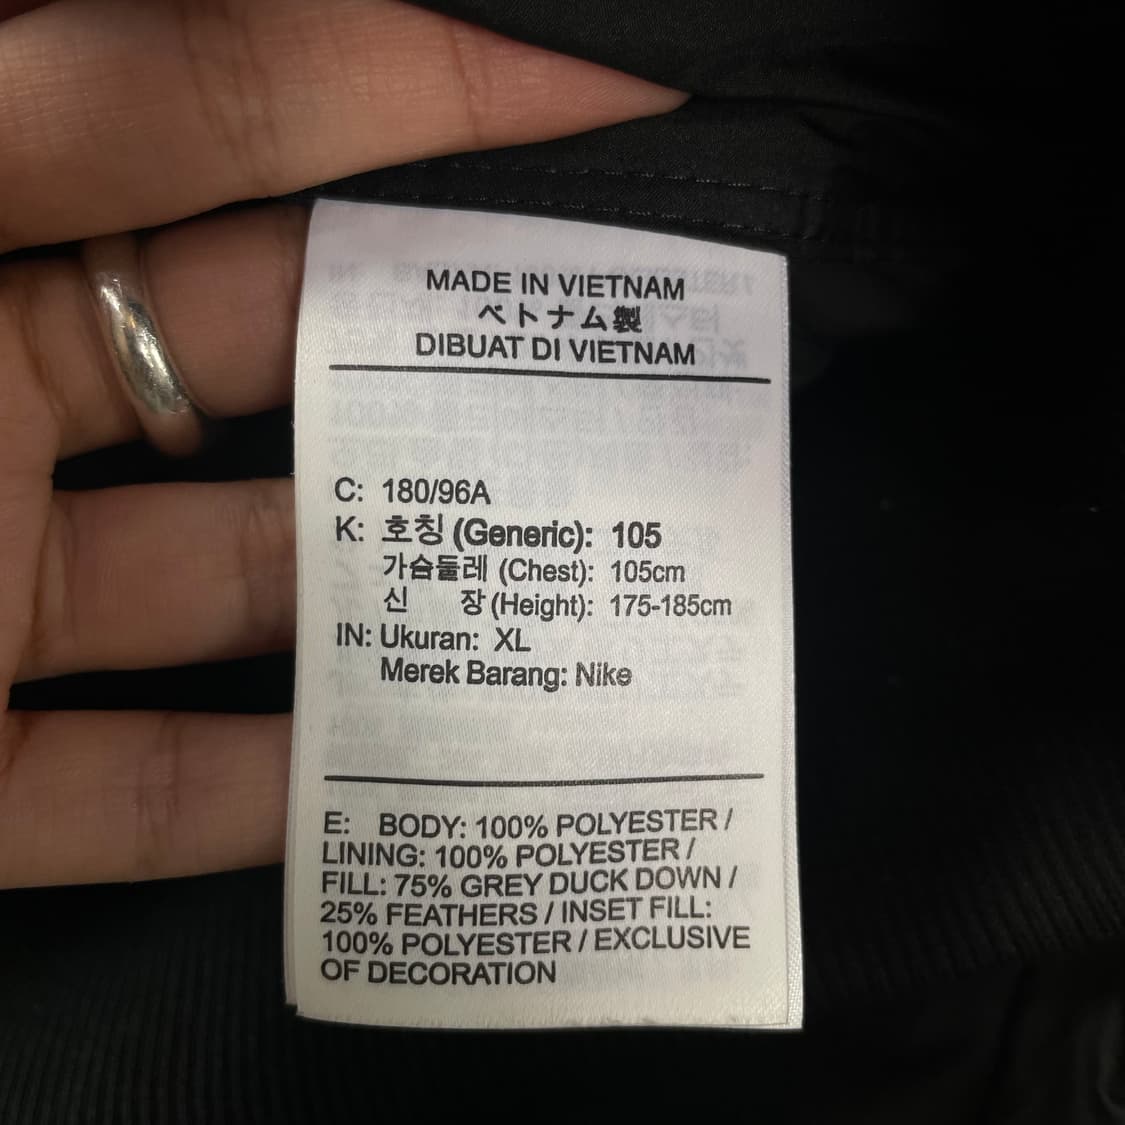 MADE IN VIETNAM
ベトナム製
DIBUAT DI VIETNAM
C: 180/96A
K: 호칭 (Generic): 105
가슴둘레 (Chest): 105cm
신 장 (Height): 175-185cm
IN: Ukuran: XL
Merek Barang: Nike
E: BODY: 100% POLYESTER /
LINING: 100% POLYESTER /
FILL: 75% GREY DUCK DOWN /
25% FEATHERS / INSET FILL:
100% POLYESTER / EXCLUSIVE
OF DECORATION